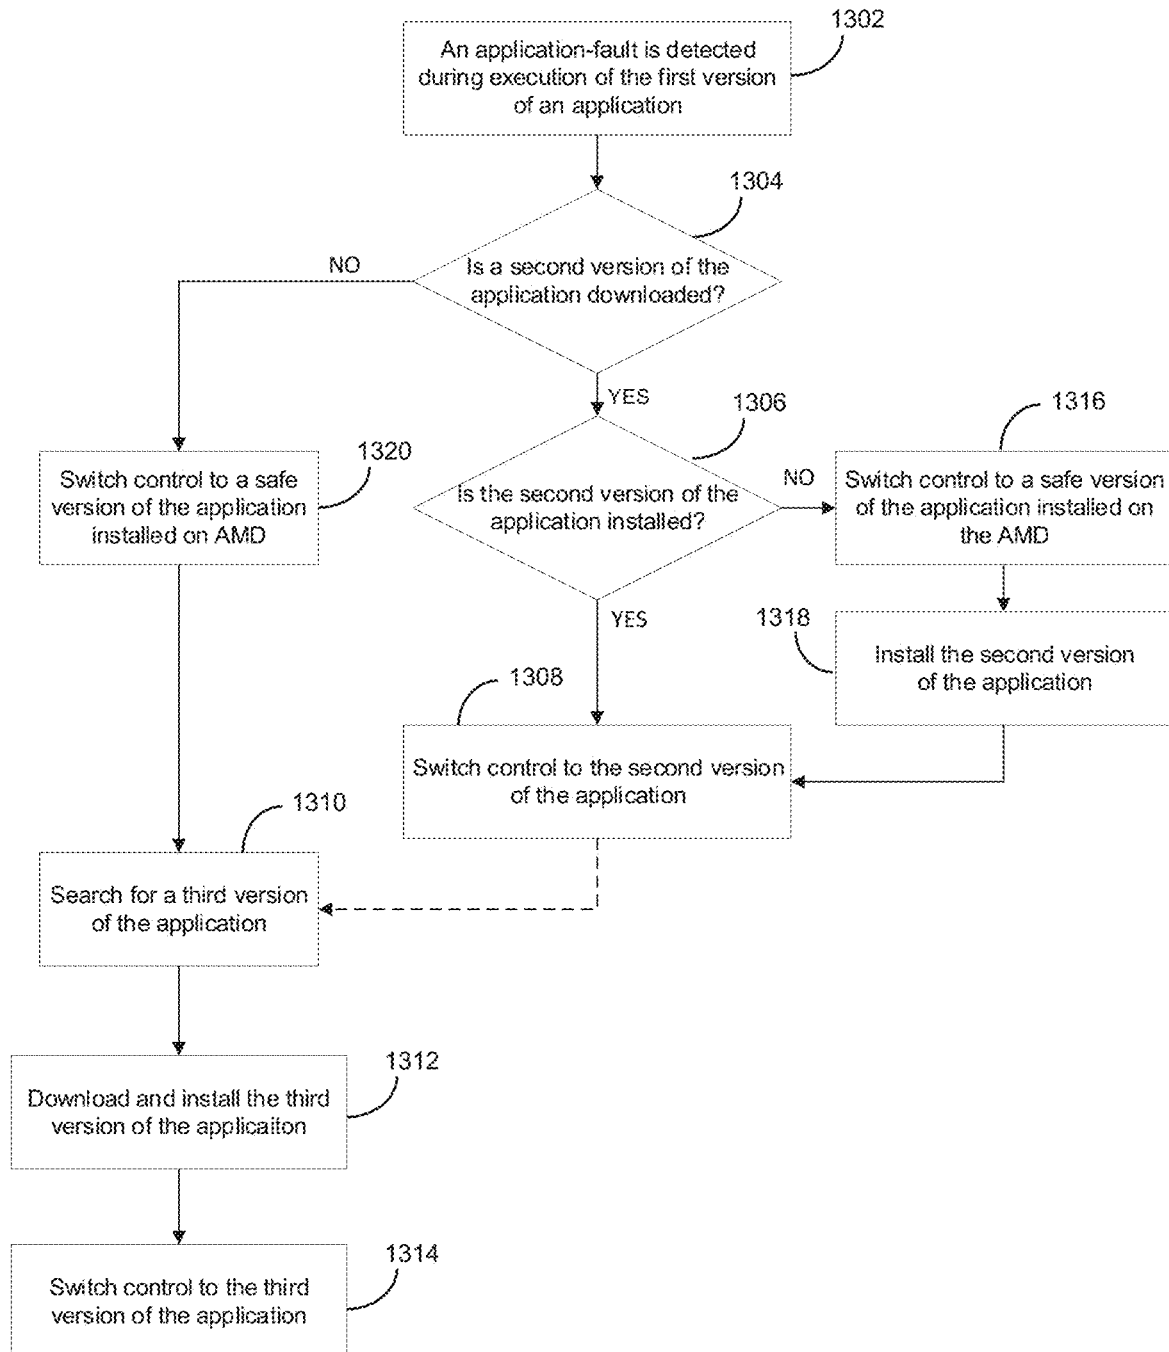 1302
An application-fault is detected
during execution of the first version
of an application
1304
Is a second version of the
application downloaded?
NO
YES
1306
Is the second version of the
application installed?
NO
YES
1316
Switch control to a safe version
of the application installed on
the AMD
1318
Install the second version
of the application
1320
Switch control to a safe
version of the application
installed on AMD
1308
Switch control to the second version
of the application
1310
Search for a third version
of the application
1312
Download and install the third
version of the applicaiton
1314
Switch control to the third
version of the application